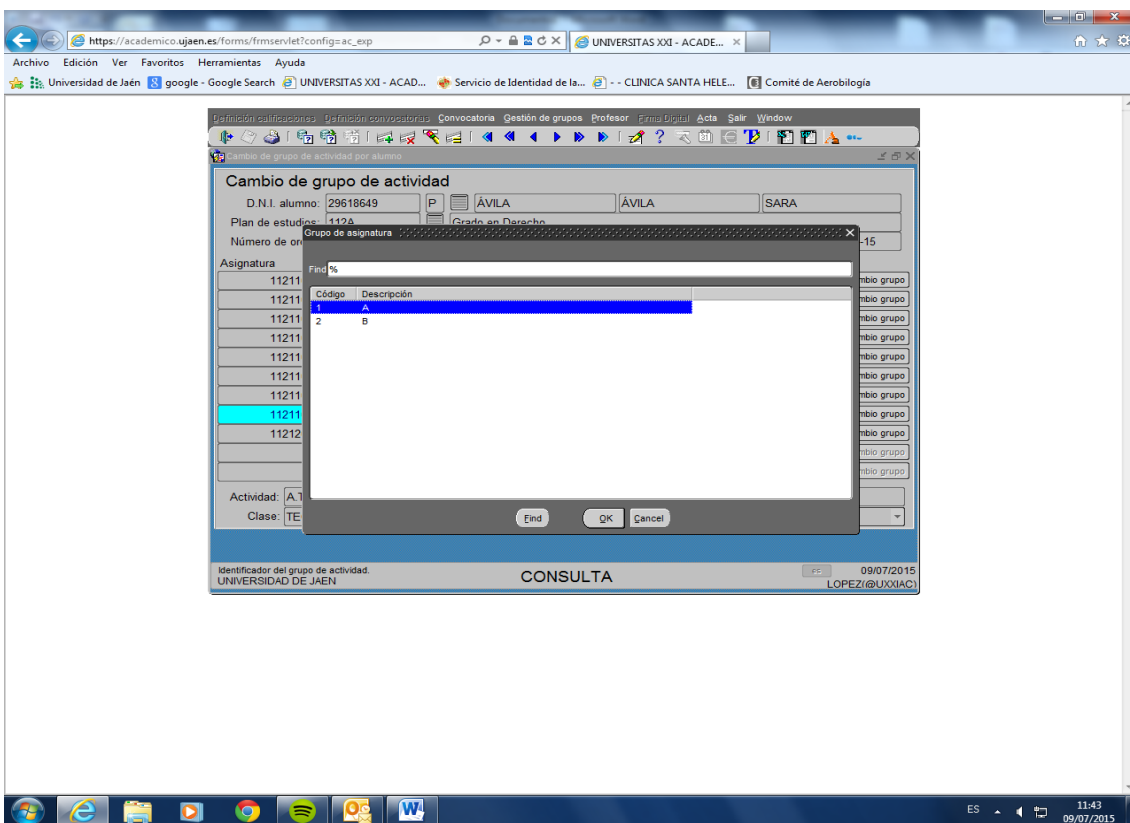 https://academico.ujaen.es/forms/frmservlet?config=ac_exp
UNIVERSITAS XXI - ACADE...
Archivo Edición Ver Favoritos Herramientas Ayuda
Universidad de Jaén google - Google Search UNIVERSITAS XXI - ACAD... Servicio de Identidad de la... - - CLINICA SANTA HELE... Comité de Aerobilogía
Definición calificaciones Definición convocatorias Convocatoria Gestión de grupos Profesor Firma Digital Acta Salir Window
Cambio de grupo de actividad por alumno
Cambio de grupo de actividad
D.N.I. alumno: 29618649 P ÁVILA ÁVILA SARA
Plan de estudios: 112A Grado en Derecho
Número de -15
Grupo de asignatura
Asignatura
Find %
11211 mbio grupo
Código Descripción
11211 mbio grupo
1 A
11211 mbio grupo
2 B
11211 mbio grupo
11211 mbio grupo
11211 mbio grupo
11211 mbio grupo
11211 mbio grupo
11212 mbio grupo
mbio grupo
mbio grupo
Actividad: A.T
Clase: TE
Find OK Cancel
Identificador del grupo de actividad.
UNIVERSIDAD DE JAEN
CONSULTA
09/07/2015
LOPEZ(@UXXIAC)
ES 11:43
09/07/2015